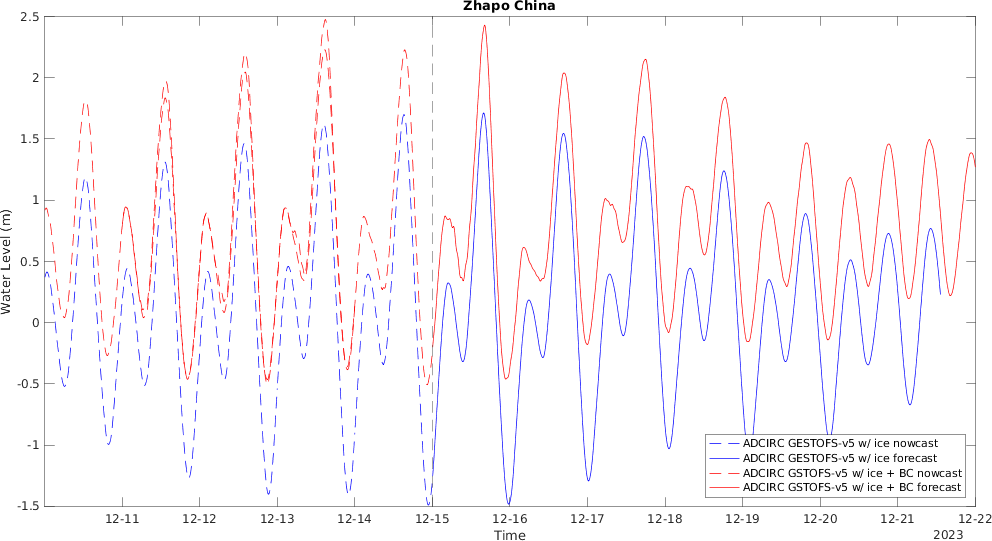 Zhapo China
Water Level (m)
2.5
2
1.5
1
0.5
0
-0.5
-1
-1.5
ADCIRC GESTOFS-v5 w/ ice nowcast
ADCIRC GESTOFS-v5 w/ ice forecast
ADCIRC GSTOFS-v5 w/ ice + BC nowcast
ADCIRC GSTOFS-v5 w/ ice + BC forecast
12-11 12-12 12-13 12-14 12-15 12-16 12-17 12-18 12-19 12-20 12-21 12-22
Time
2023